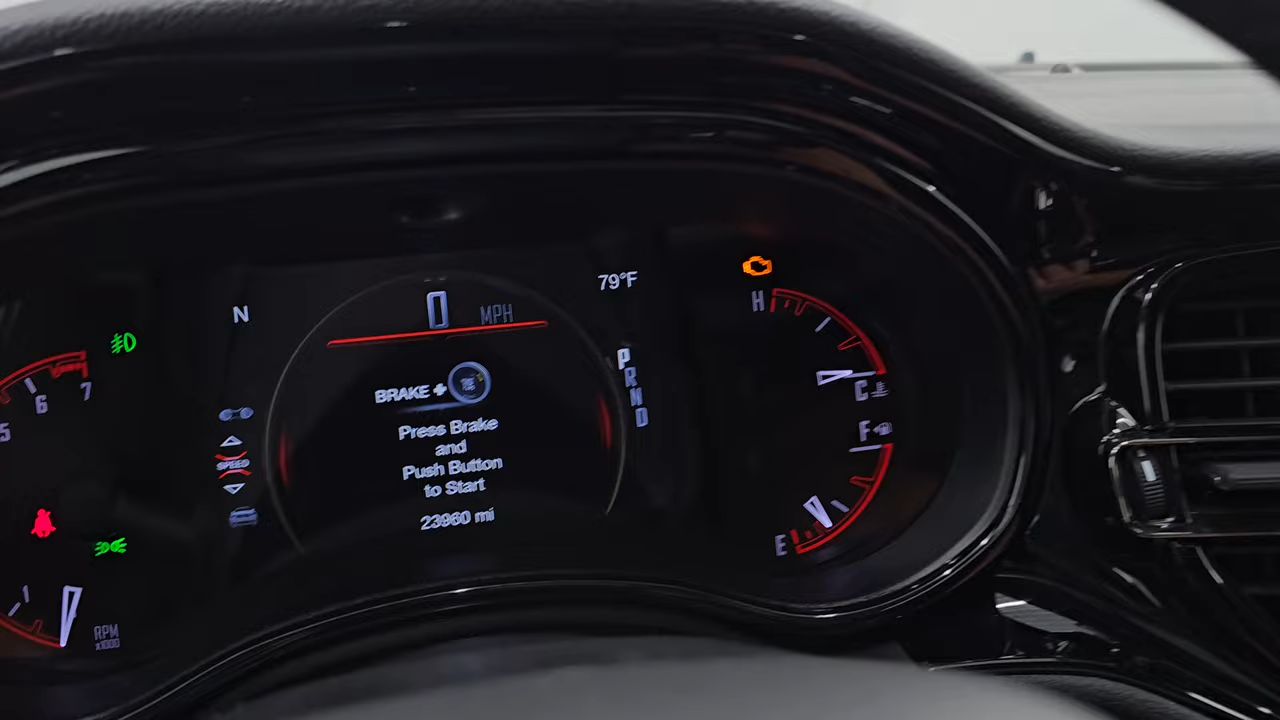 N
0 MPH
79°F
H
BRAKE +
P
R
N
D
C
Press Brake
and
Push Button
to Start
F
SPEED
23960 mi
E
5
6
7
1
RPM
x1000